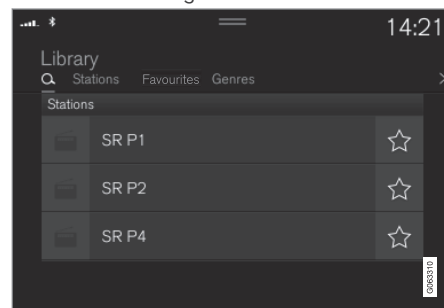 14:21
Library
Stations Favourites Genres
Stations
SR P1
SR P2
SR P4
G063310